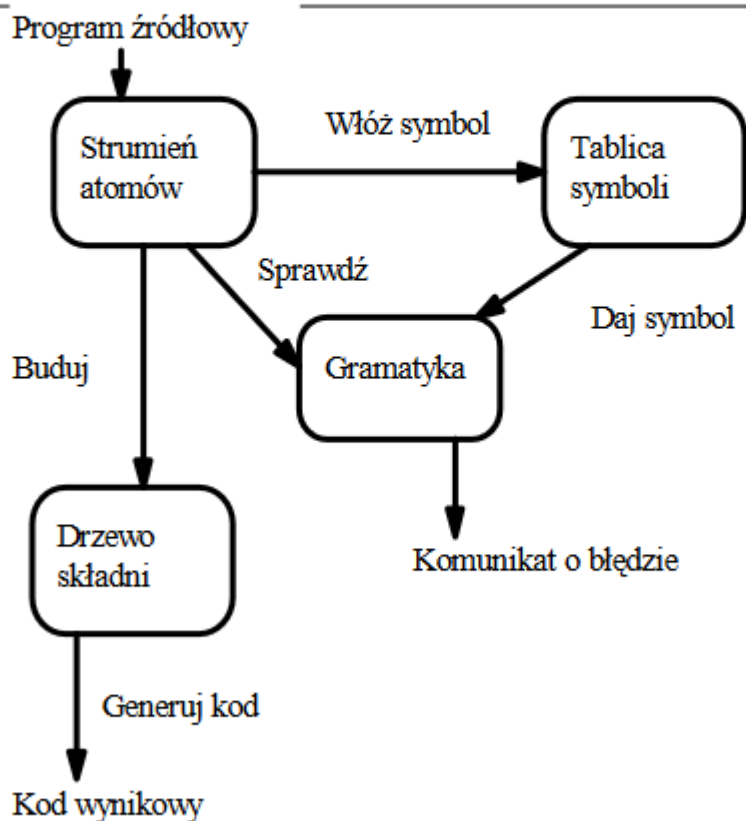 Program źródłowy
Strumień
atomów
Włóż symbol
Tablica
symboli
Sprawdź
Daj symbol
Buduj
Gramatyka
Drzewo
składni
Komunikat o błędzie
Generuj kod
Kod wynikowy